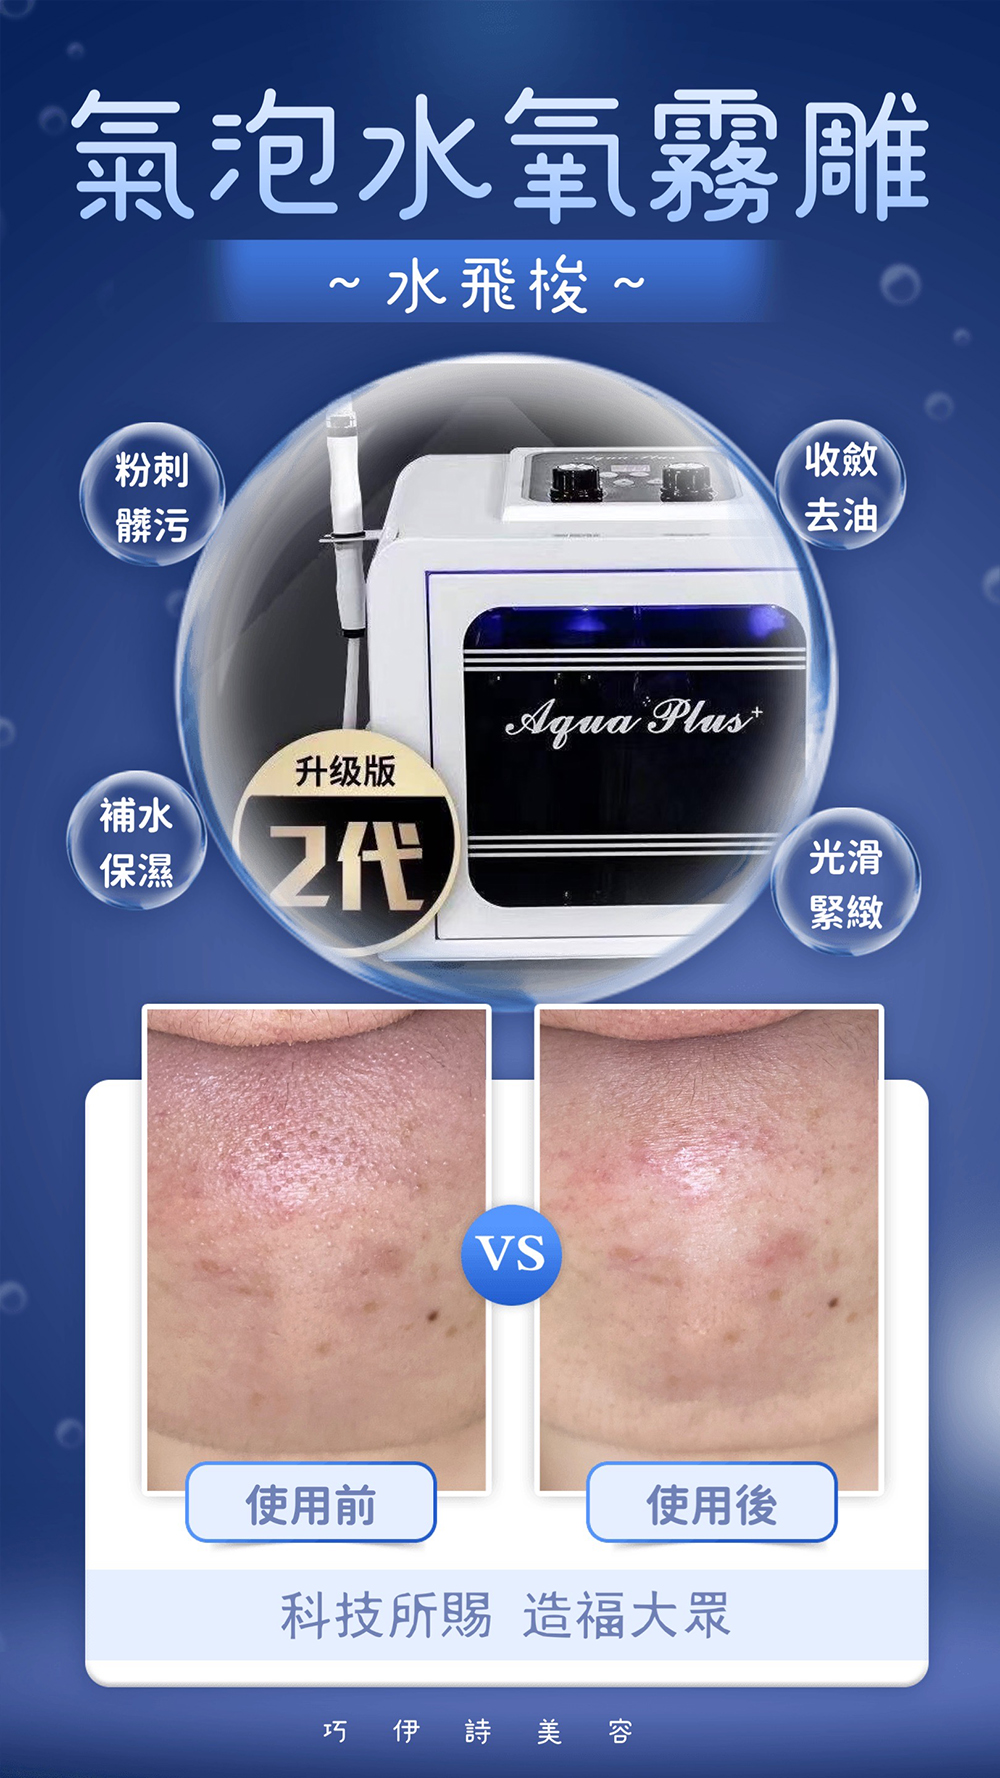 氣泡水氧霧雕
~水飛梭~
粉刺
髒污
收斂
去油
Aqua Plus+
升级版
2代
補水
保濕
光滑
緊緻
VS
使用前
使用後
科技所賜 造福大眾
巧伊詩美容